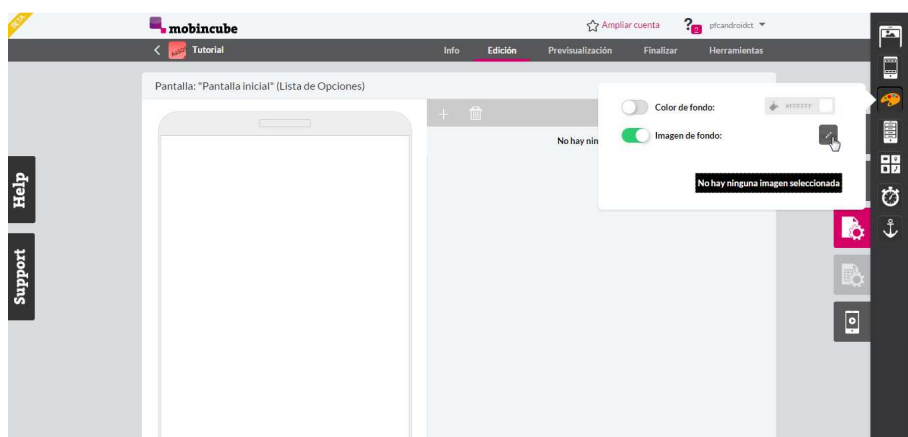 BETA
mobincube
Ampliar cuenta
?2
pfcandroidct
Tutorial
Info Edición Previsualización Finalizar Herramientas
Pantalla: "Pantalla inicial" (Lista de Opciones)
Color de fondo:
#FFFFFF
No hay nin
Imagen de fondo:
No hay ninguna imagen seleccionada
Help
Support